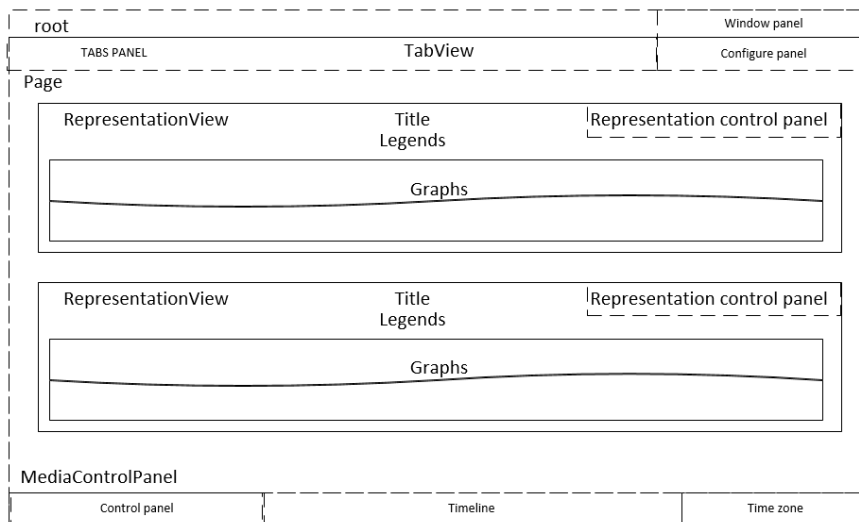 root
Window panel
TABS PANEL
TabView
Configure panel
Page
RepresentationView
Title
Representation control panel
Legends
Graphs
RepresentationView
Title
Representation control panel
Legends
Graphs
MediaControlPanel
Control panel
Timeline
Time zone